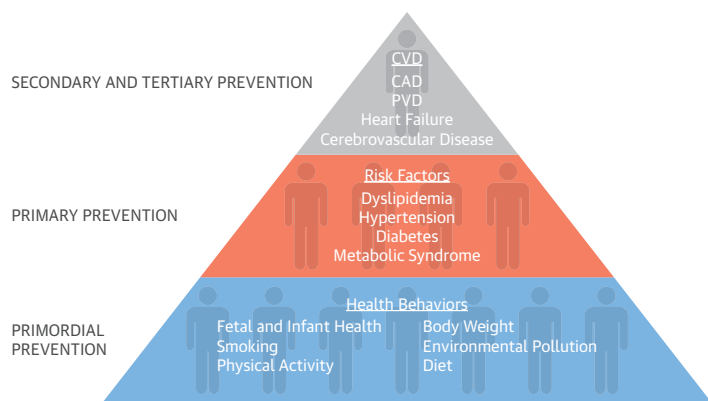 SECONDARY AND TERTIARY PREVENTION
CVD
CAD
PVD
Heart Failure
Cerebrovascular Disease
PRIMARY PREVENTION
Risk Factors
Dyslipidemia
Hypertension
Diabetes
Metabolic Syndrome
PRIMORDIAL
PREVENTION
Health Behaviors
Fetal and Infant Health
Smoking
Physical Activity
Body Weight
Environmental Pollution
Diet